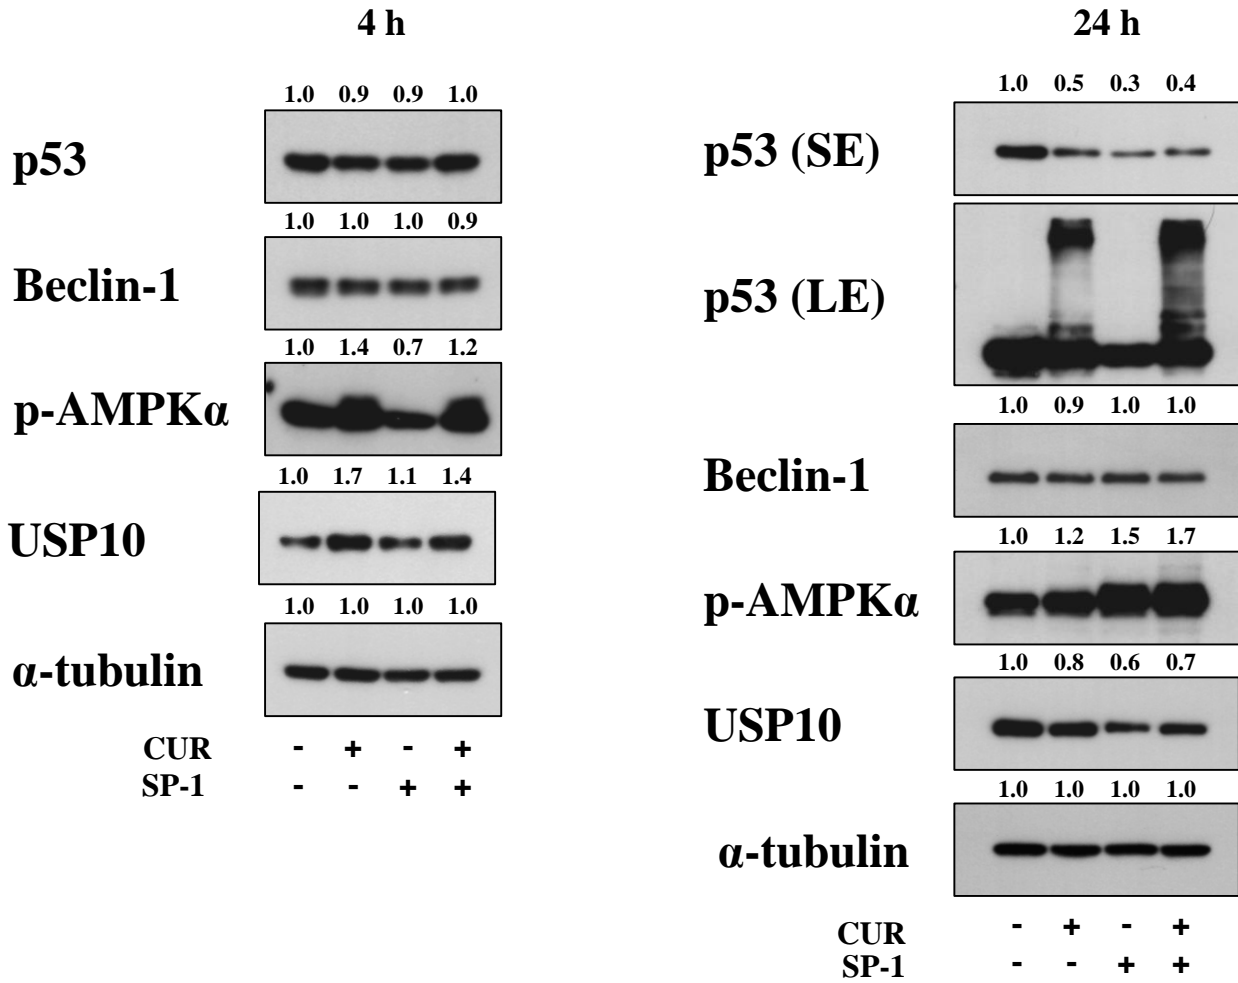 4 h
1.0 0.9 0.9 1.0
p53
1.0 1.0 1.0 0.9
Beclin-1
1.0 1.4 0.7 1.2
p-AMPKα
1.0 1.7 1.1 1.4
USP10
1.0 1.0 1.0 1.0
α-tubulin
CUR - + - +
SP-1 - - + +
24 h
1.0 0.5 0.3 0.4
p53 (SE)
p53 (LE)
1.0 0.9 1.0 1.0
Beclin-1
1.0 1.2 1.5 1.7
p-AMPKα
1.0 0.8 0.6 0.7
USP10
1.0 1.0 1.0 1.0
α-tubulin
CUR - + - +
SP-1 - - + +